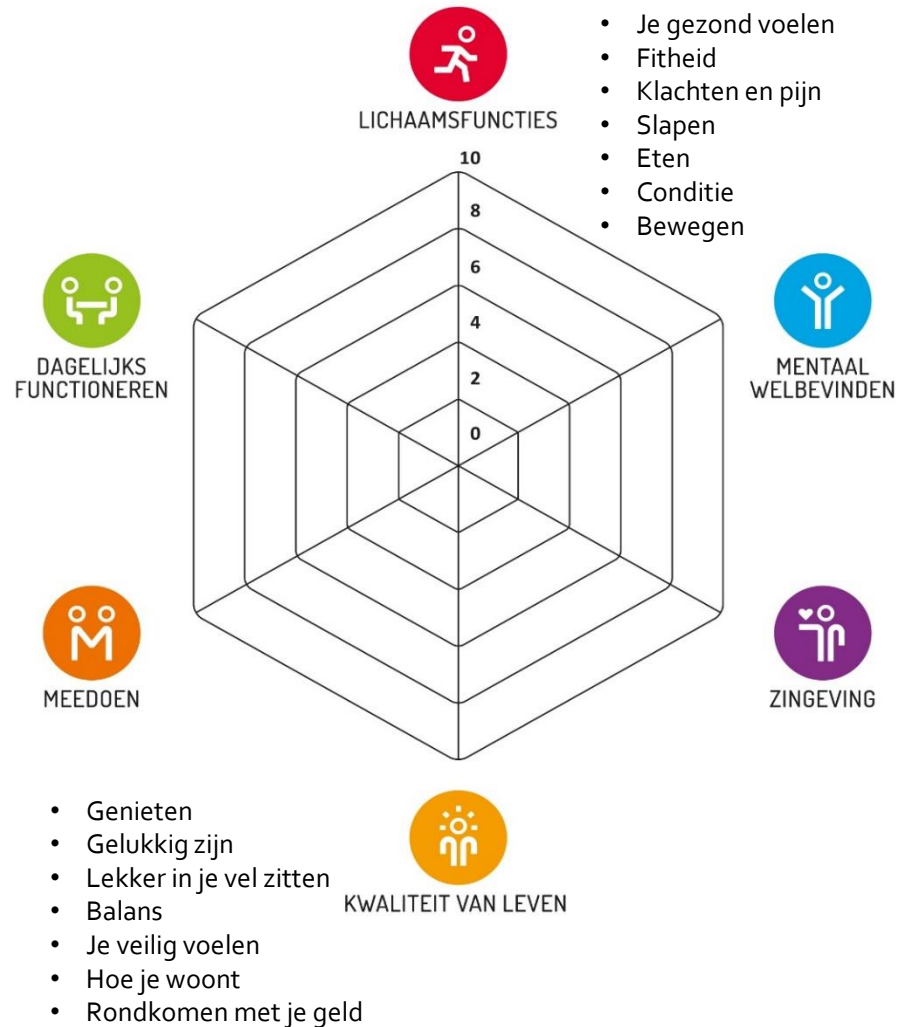 • Je gezond voelen
• Fitheid
• Klachten en pijn
• Slapen
• Eten
• Conditie
• Bewegen
LICHAAMSFUNCTIES
10
8
6
4
2
0
DAGELIJKS
FUNCTIONEREN
MENTAAL
WELBEVINDEN
MEEDOEN
ZINGEVING
KWALITEIT VAN LEVEN
• Genieten
• Gelukkig zijn
• Lekker in je vel zitten
• Balans
• Je veilig voelen
• Hoe je woont
• Rondkomen met je geld